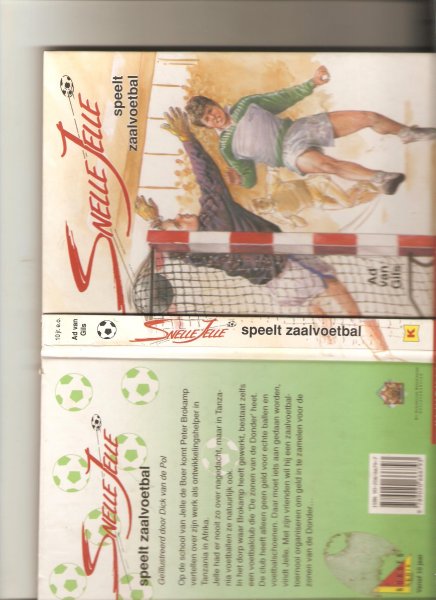 SNELLE JELLE
speelt
zaalvoetbal
Ad
van
Gils
10 jr. e.o.
Ad van
Gils
SNELLE JELLE
speelt zaalvoetbal
K
SNELLE JELLE
speelt zaalvoetbal
Geïllustreerd door Dick van de Pol
Op de school van Jelle de Boer komt Peter Brokamp
vertellen over zijn werk als ontwikkelingshelper in
Tanzania in Afrika.
Jelle had er nooit zo over nagedacht, maar in Tanza-
nia voetballen ze natuurlijk ook.
In het dorp waar Brokamp heeft gewerkt, bestaat zelfs
een voetbalclub die 'De zonen van de Donder' heet.
De club heeft alleen geen geld voor echte ballen en
voetbalschoenen. Daar moet iets aan gedaan worden,
vindt Jelle. Met zijn vrienden wil hij een zaalvoetbal-
toernooi organiseren om geld in te zamelen voor de
zonen van de Donder...
Vanaf 10 jaar